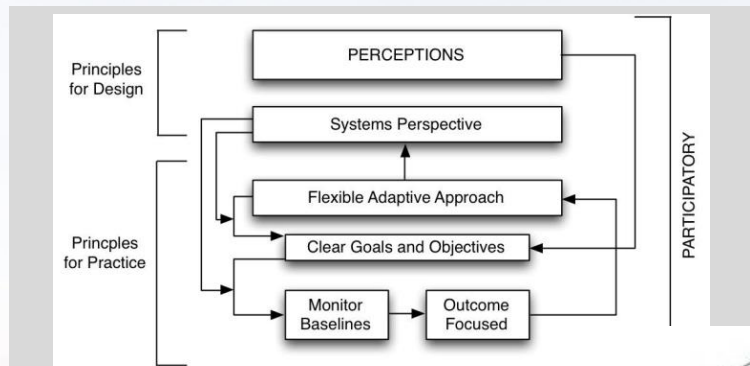 Principles
for Design
PERCEPTIONS
Systems Perspective
Flexible Adaptive Approach
Princples
for Practice
Clear Goals and Objectives
Monitor
Baselines
Outcome
Focused
PARTICIPATORY